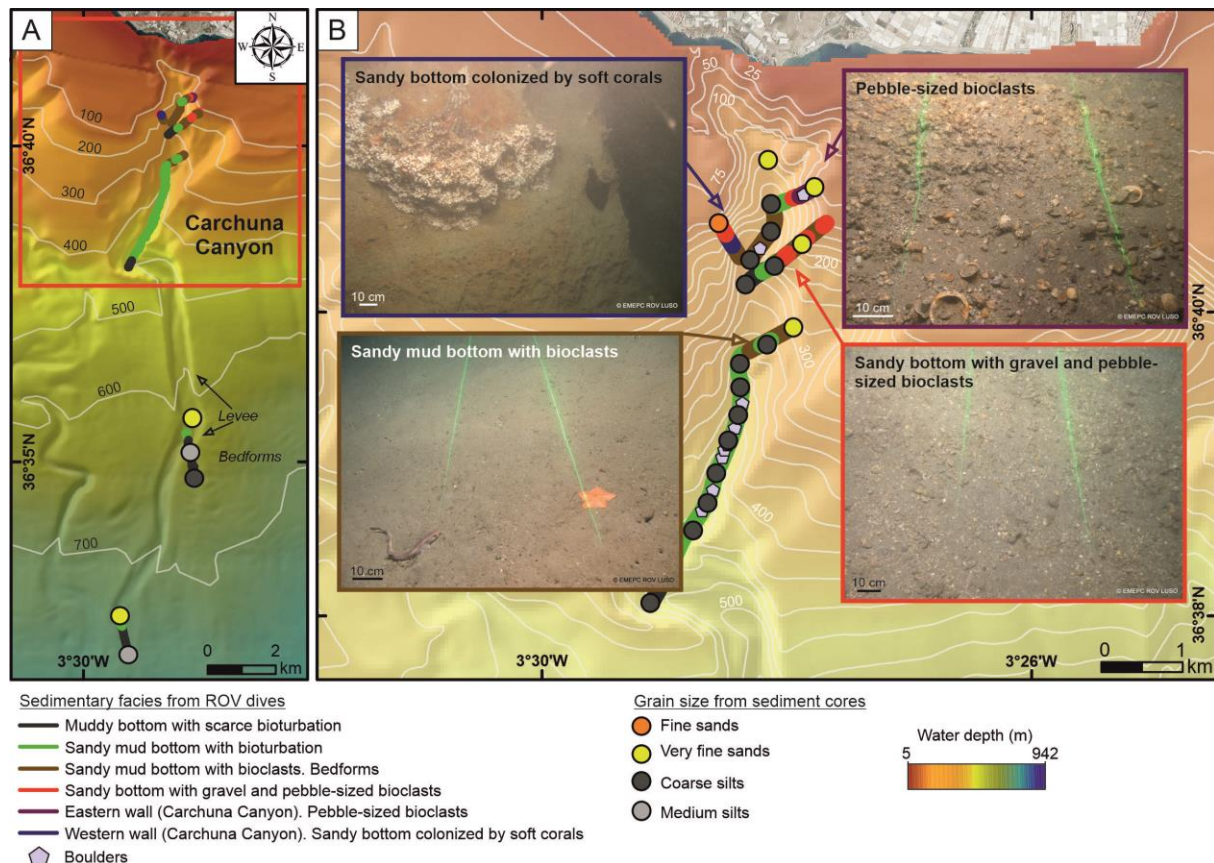 A
N
W E
S
100
200
300
400
500
600
700
Carchuna
Canyon
Levee
Bedforms
36°40'N
36°35'N
36°30'N
3°30'W
0 2
km
B
50
25
100
75
200
300
400
500
Sandy bottom colonized by soft corals
10 cm
© EMEPC ROV LUSO
Pebble-sized bioclasts
10 cm
© EMEPC ROV LUSO
Sandy mud bottom with bioclasts
10 cm
© EMEPC ROV LUSO
Sandy bottom with gravel and pebble-
sized bioclasts
10 cm
© EMEPC ROV LUSO
36°40'N
36°38'N
3°30'W
3°26'W
0 1
km
Sedimentary facies from ROV dives
Muddy bottom with scarce bioturbation
Sandy mud bottom with bioturbation
Sandy mud bottom with bioclasts. Bedforms
Sandy bottom with gravel and pebble-sized bioclasts
Eastern wall (Carchuna Canyon). Pebble-sized bioclasts
Western wall (Carchuna Canyon). Sandy bottom colonized by soft corals
Boulders
Grain size from sediment cores
Fine sands
Very fine sands
Coarse silts
Medium silts
Water depth (m)
5 942